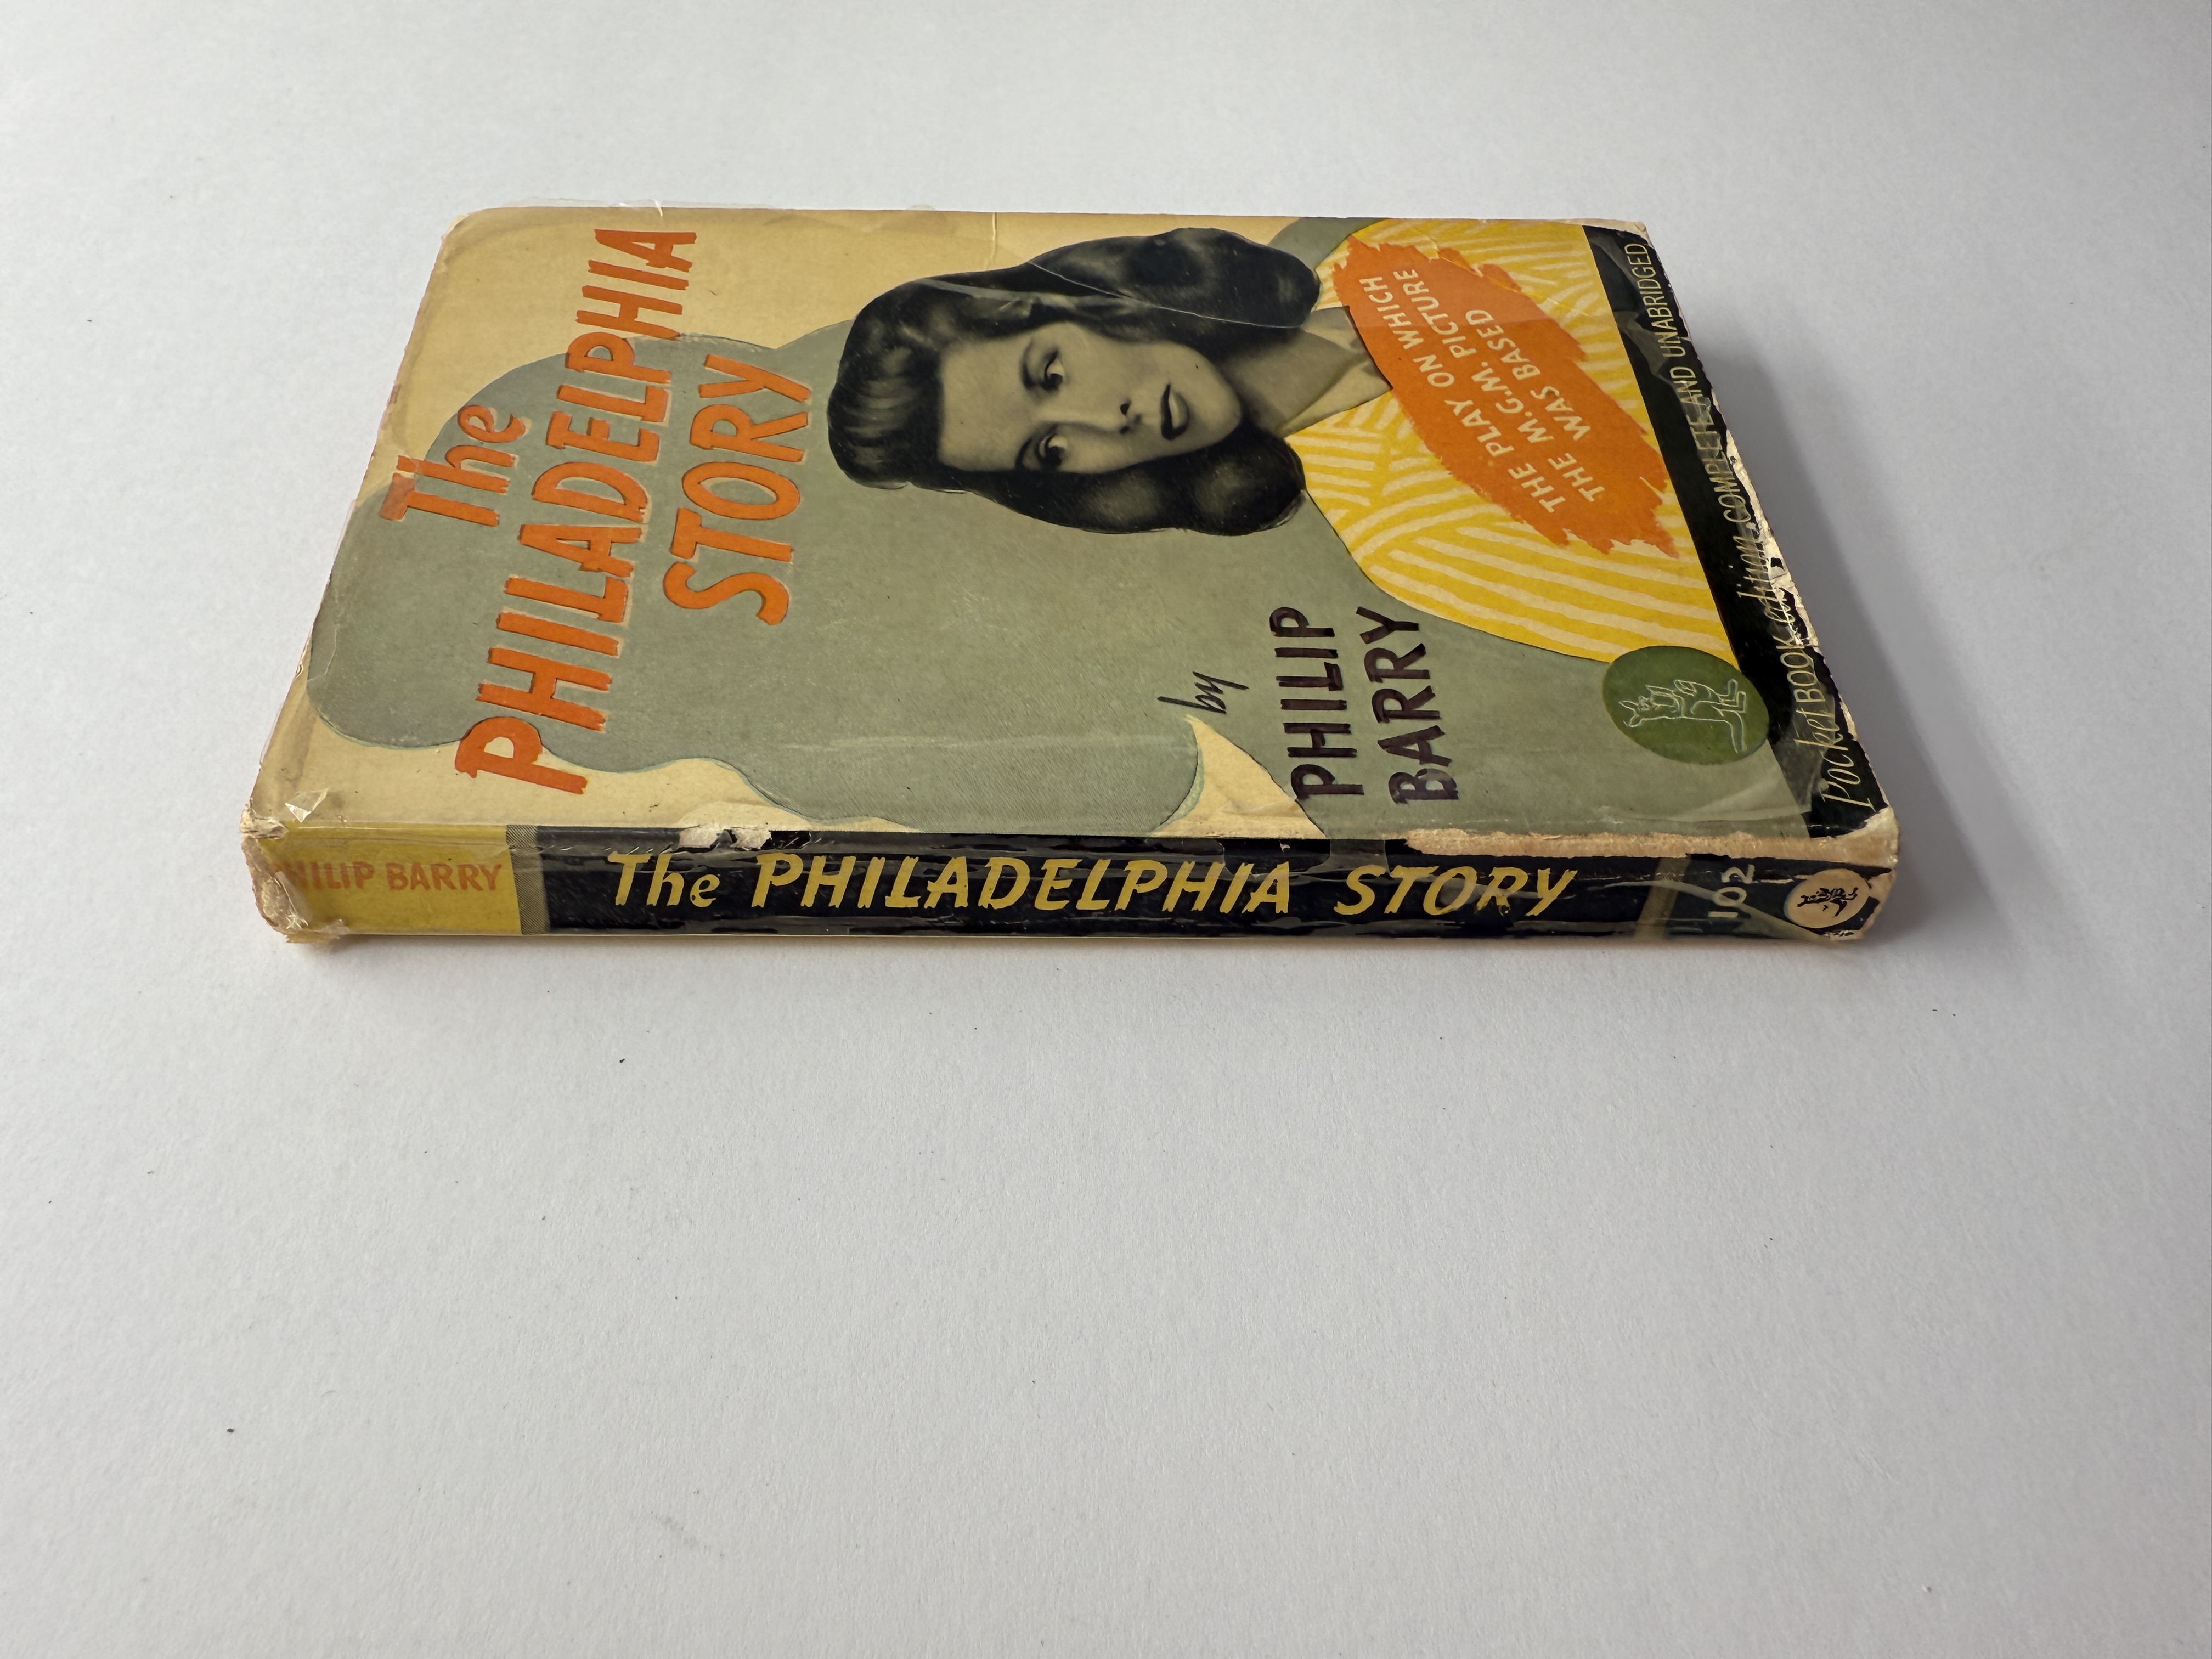 The
PHILADELPHIA
STORY
by
PHILIP
BARRY
THE PLAY ON WHICH
THE M.G.M. PICTURE
WAS BASED
Pocket BOOK edition COMPLETE AND UNABRIDGED
PHILIP BARRY
The PHILADELPHIA STORY
102